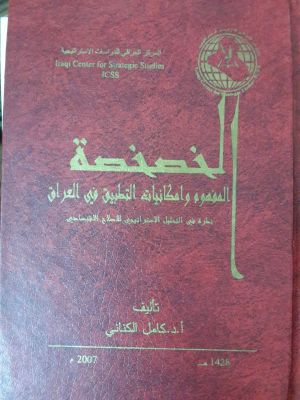 المركز العراقي للدراسات الاستراتيجية
Iraqi Center for Strategic Studies
ICSS
الخصخصة
المفهوم وامكانيات التطبيق في العراق
نظرة في التحليل الاستراتيجي للاصلاح الاقتصادي
تأليف
أ.د. كامل الكناني
1428 هـ
2007 م